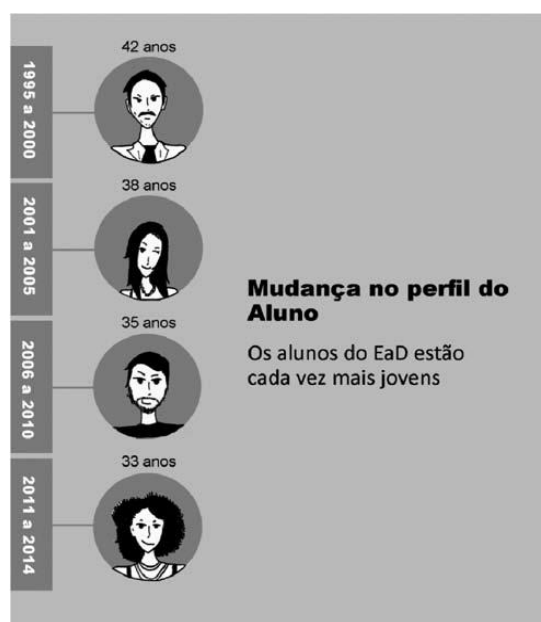 42 anos
1995 a 2000
38 anos
2001 a 2005
35 anos
2006 a 2010
33 anos
2011 a 2014
Mudança no perfil do
Aluno
Os alunos do EaD estão
cada vez mais jovens